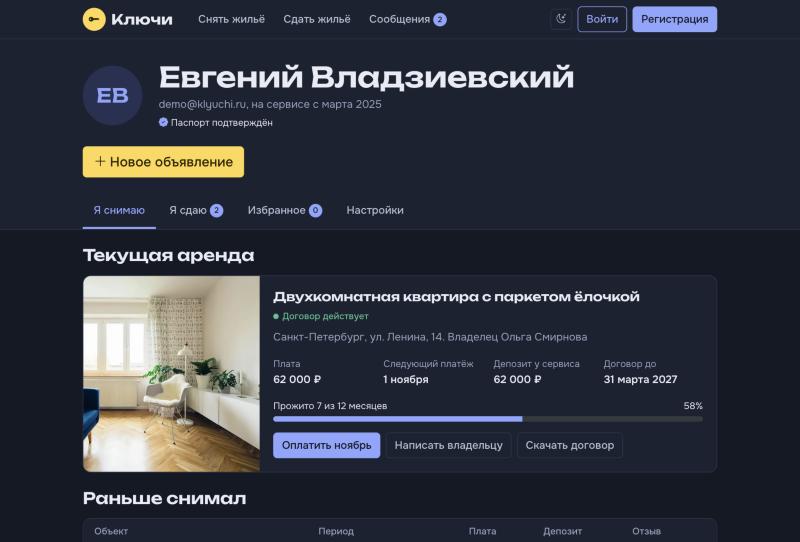 Ключи
Снять жильё
Сдать жильё
Сообщения 2
Войти
Регистрация
ЕВ
Евгений Владзиевский
demo@klyuchi.ru, на сервисе с марта 2025
Паспорт подтверждён
+ Новое объявление
Я снимаю
Я сдаю 2
Избранное 0
Настройки
Текущая аренда
Двухкомнатная квартира с паркетом ёлочкой
Договор действует
Санкт-Петербург, ул. Ленина, 14. Владелец Ольга Смирнова
Плата
Следующий платёж
Депозит у сервиса
Договор до
62 000 ₽
1 ноября
62 000 ₽
31 марта 2027
Прожито 7 из 12 месяцев
58%
Оплатить ноябрь
Написать владельцу
Скачать договор
Раньше снимал
Объект
Период
Плата
Депозит
Отзыв